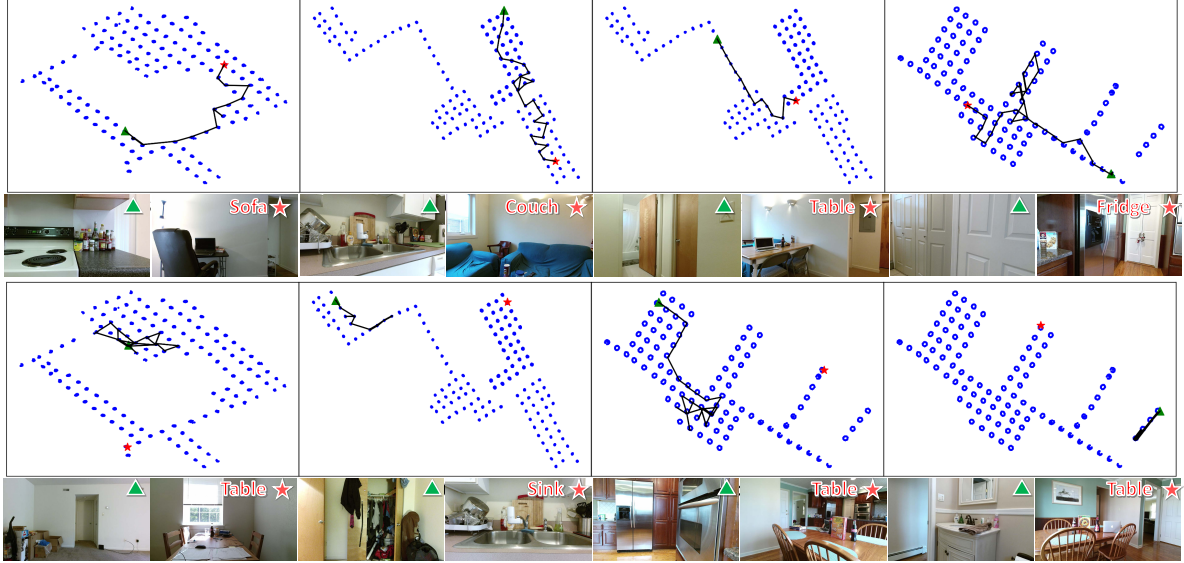 Sofa
Couch
Table
Fridge
Table
Sink
Table
Table